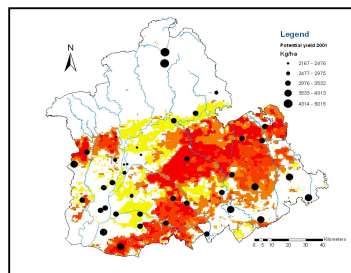 N
Legend
Potential yield 2001
Kg/ha
2167 - 2476
2477 - 2975
2976 - 3532
3533 - 4313
4314 - 5015
0 5 10 20 30 40
Kilometers